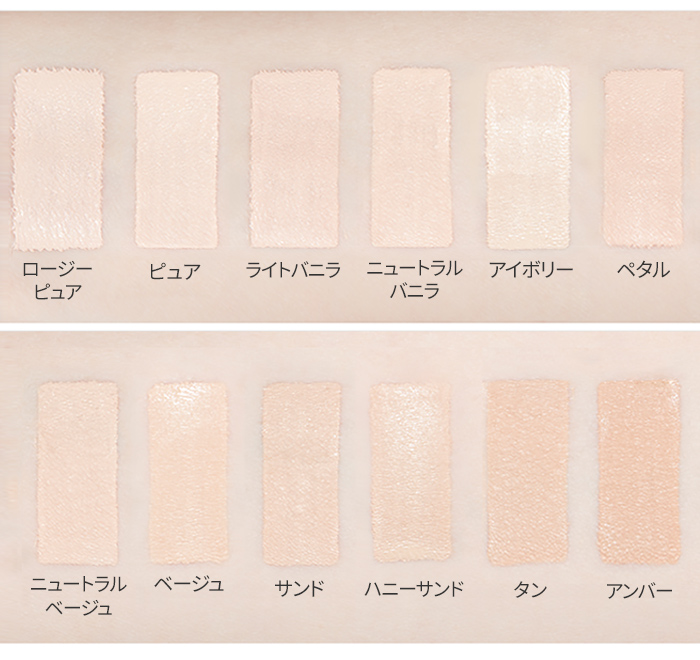 ロージー
ピュア
ピュア
ライトバニラ
ニュートラル
バニラ
アイボリー
ペタル
ニュートラル
ベージュ
ベージュ
サンド
ハニーサンド
タン
アンバー